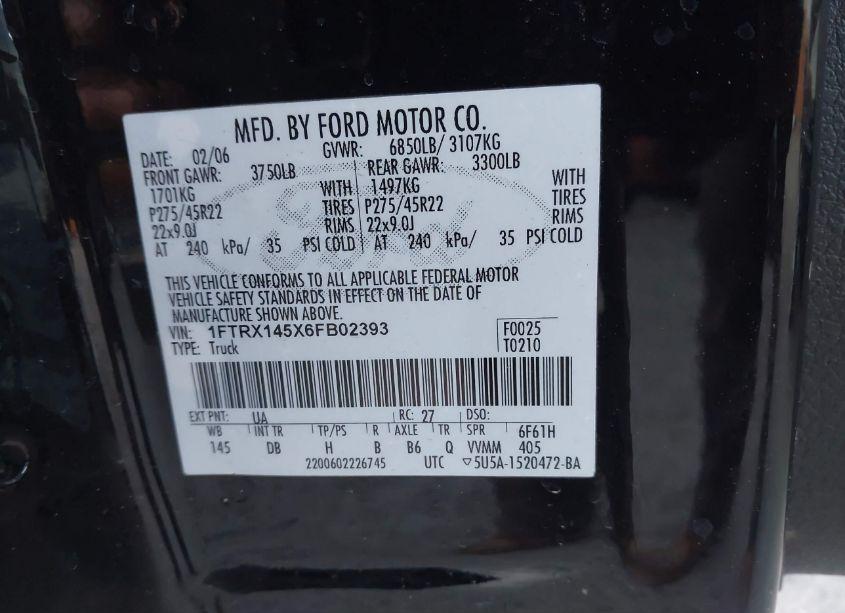 MFD. BY FORD MOTOR CO.
DATE: 02/06 GVWR: 6850LB/ 3107KG
FRONT GAWR: 3750LB REAR GAWR: 3300LB
1701KG WITH 1497KG WITH
P275/45R22 TIRES P275/45R22 TIRES
22x9.0J RIMS 22x9.0J RIMS
AT 240 kPa/ 35 PSI COLD AT 240 kPa/ 35 PSI COLD
THIS VEHICLE CONFORMS TO ALL APPLICABLE FEDERAL MOTOR
VEHICLE SAFETY STANDARDS IN EFFECT ON THE DATE OF
MANUFACTURE SHOWN ABOVE.
VIN: 1FTRX145X6FB02393 F0025
TYPE: Truck T0210
EXT PNT: UA RC: 27 DSO:
WB INT TR TP/PS R AXLE TR SPR 6F61H
145 DB H B B6 Q VVMM 405
2200602226745 UTC ▽5U5A-1520472-BA